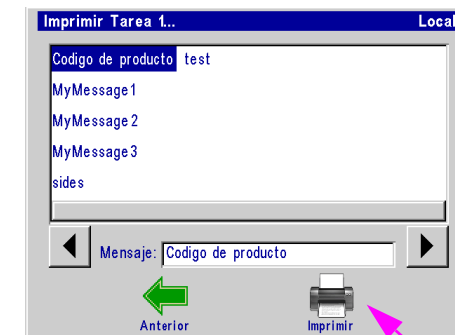 Imprimir Tarea 1... Local
Codigo de producto test
MyMessage1
MyMessage2
MyMessage3
sides
Mensaje: Codigo de producto
Anterior Imprimir